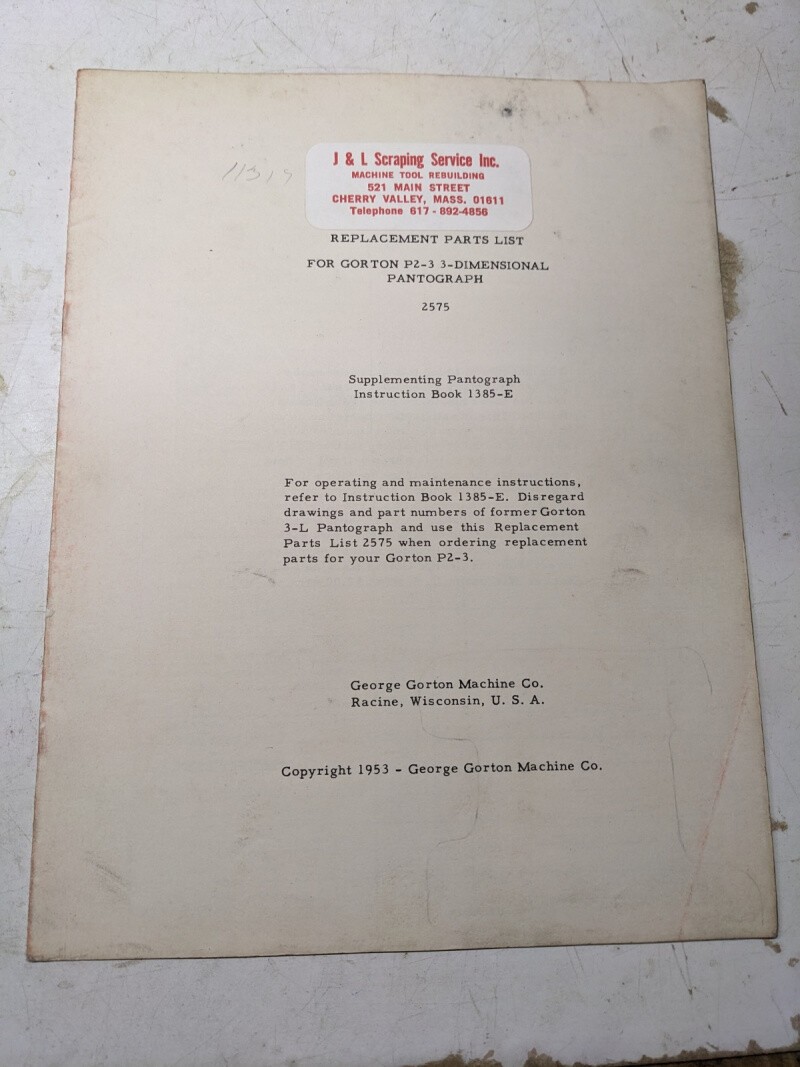 J & L Scraping Service Inc.
MACHINE TOOL REBUILDING
521 MAIN STREET
CHERRY VALLEY, MASS. 01611
Telephone 617 - 892-4856
REPLACEMENT PARTS LIST
FOR GORTON P2-3 3-DIMENSIONAL
PANTOGRAPH
2575
Supplementing Pantograph
Instruction Book 1385-E
For operating and maintenance instructions,
refer to Instruction Book 1385-E. Disregard
drawings and part numbers of former Gorton
3-L Pantograph and use this Replacement
Parts List 2575 when ordering replacement
parts for your Gorton P2-3.
George Gorton Machine Co.
Racine, Wisconsin, U. S. A.
Copyright 1953 - George Gorton Machine Co.